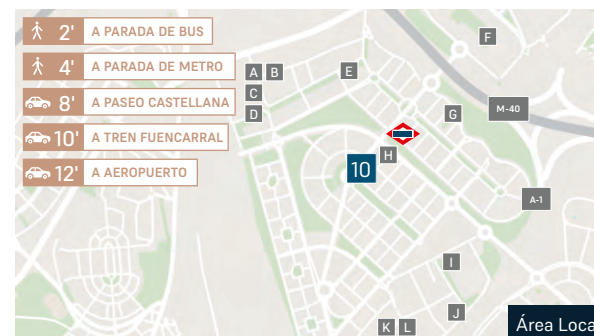 2' A PARADA DE BUS
4' A PARADA DE METRO
8' A PASEO CASTELLANA
10' A TREN FUENCARRAL
12' A AEROPUERTO
F
A B
E
C
D
G
M-40
H
10
A-1
I
J
K L
Área Loca